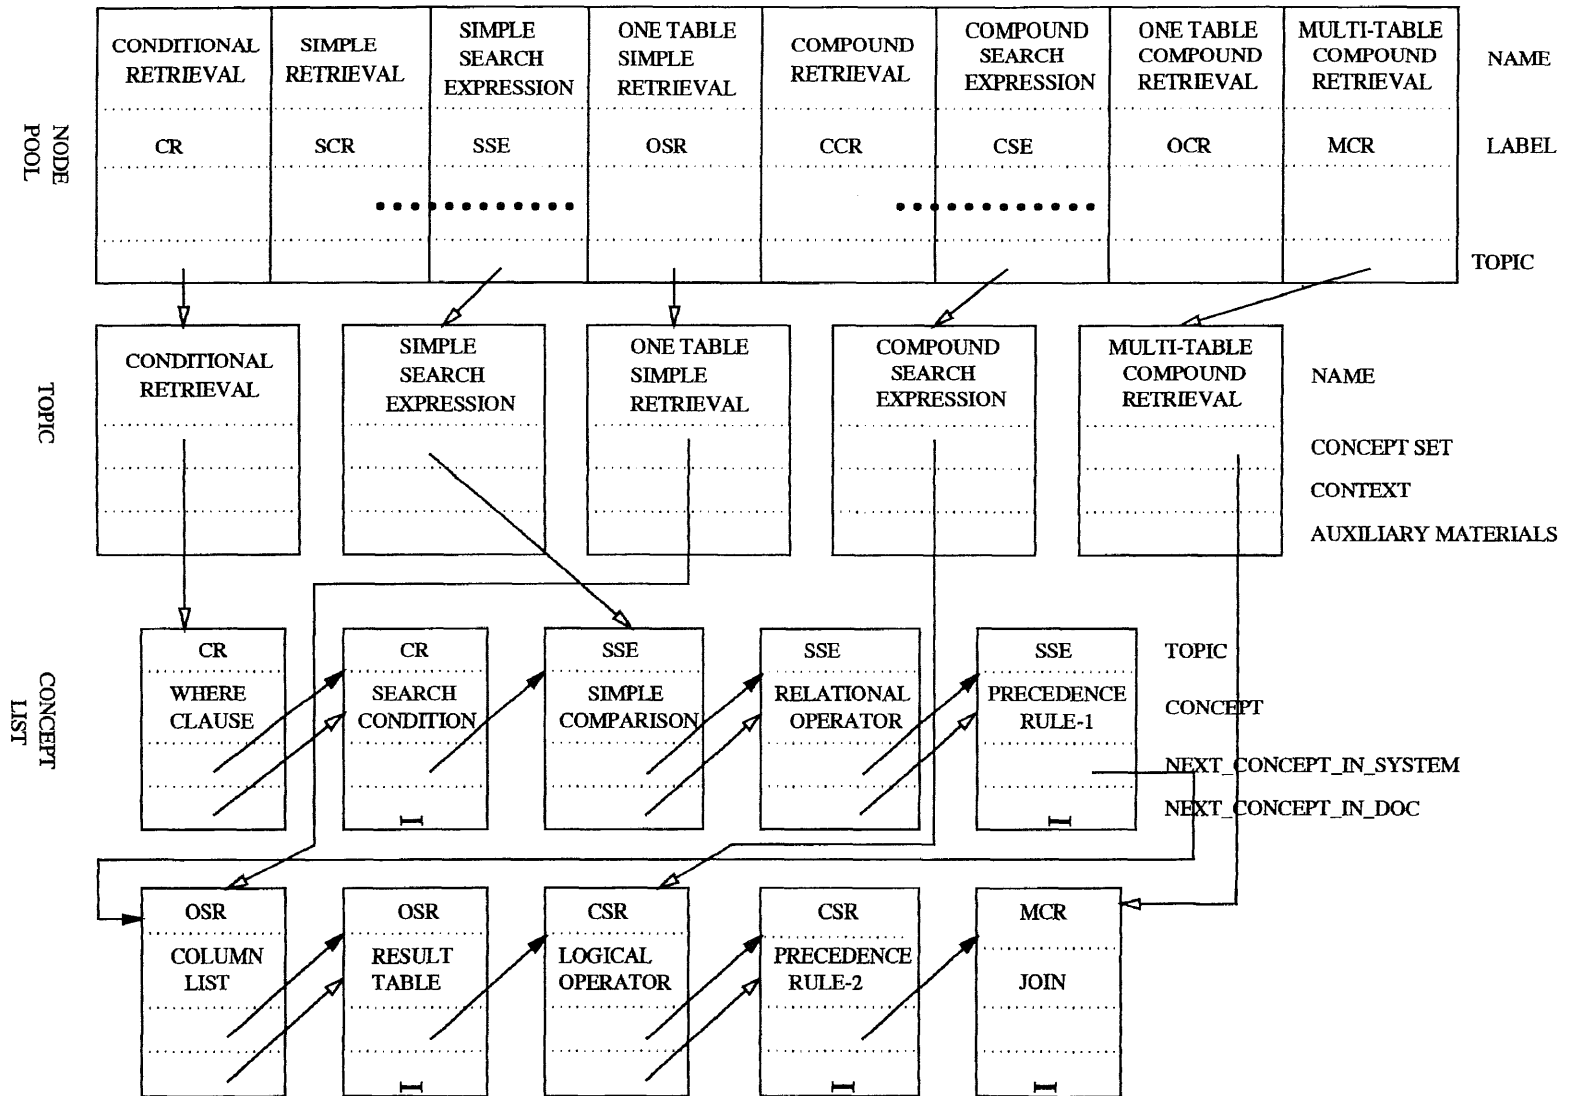 CONDITIONAL
RETRIEVAL
SIMPLE
RETRIEVAL
SIMPLE
SEARCH
EXPRESSION
ONE TABLE
SIMPLE
RETRIEVAL
COMPOUND
RETRIEVAL
COMPOUND
SEARCH
EXPRESSION
ONE TABLE
COMPOUND
RETRIEVAL
MULTI-TABLE
COMPOUND
RETRIEVAL
NAME
NODE
POOL
CR
SCR
SSE
OSR
CCR
CSE
OCR
MCR
LABEL
TOPIC
TOPIC
CONDITIONAL
RETRIEVAL
SIMPLE
SEARCH
EXPRESSION
ONE TABLE
SIMPLE
RETRIEVAL
COMPOUND
SEARCH
EXPRESSION
MULTI-TABLE
COMPOUND
RETRIEVAL
NAME
CONCEPT SET
CONTEXT
AUXILIARY MATERIALS
CONCEPT
LIST
CR
WHERE
CLAUSE
CR
SEARCH
CONDITION
SSE
SIMPLE
COMPARISON
SSE
RELATIONAL
OPERATOR
SSE
PRECEDENCE
RULE-1
TOPIC
CONCEPT
NEXT_CONCEPT_IN_SYSTEM
NEXT_CONCEPT_IN_DOC
OSR
COLUMN
LIST
OSR
RESULT
TABLE
CSR
LOGICAL
OPERATOR
CSR
PRECEDENCE
RULE-2
MCR
JOIN